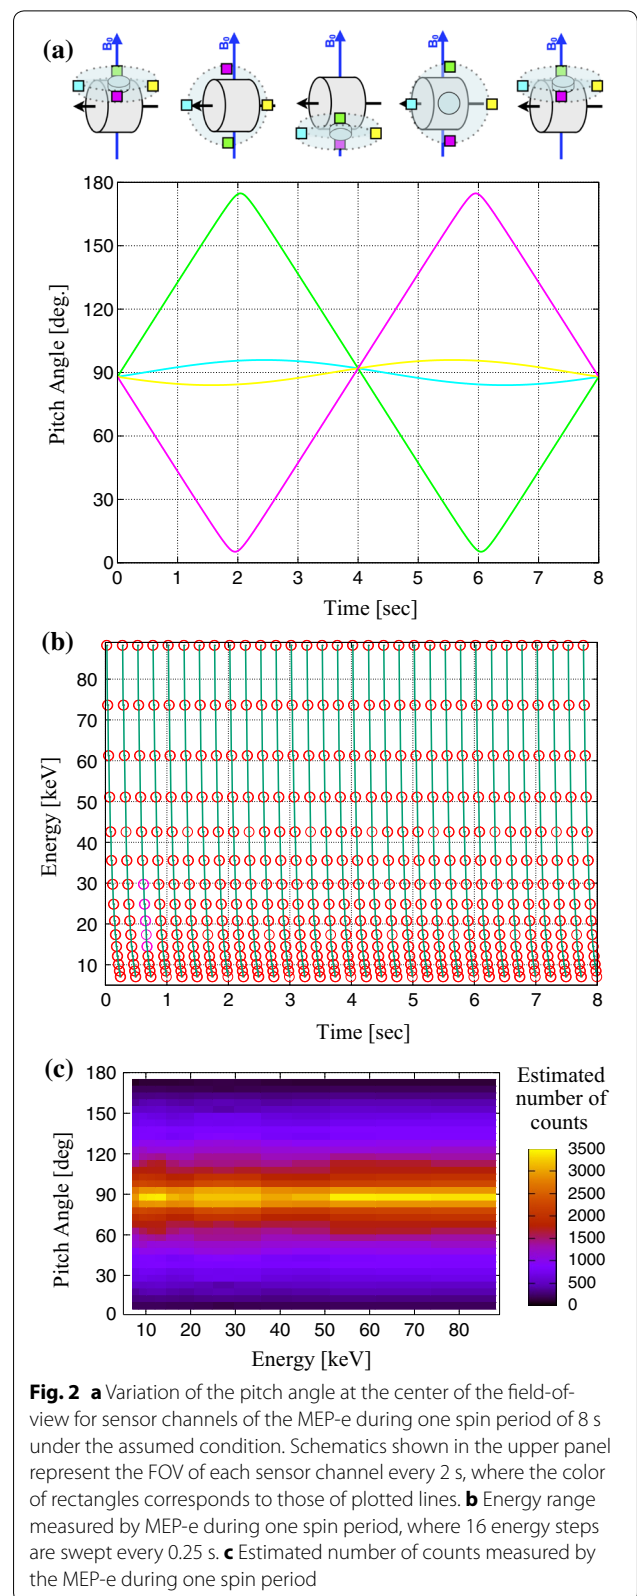 (a)
B₀ B₀ B₀ B₀ B₀
180
150
120
90
60
30
0
Pitch Angle [deg.]
0 1 2 3 4 5 6 7 8
Time [sec]
(b)
80
70
60
50
40
30
20
10
Energy [keV]
0 1 2 3 4 5 6 7 8
Time [sec]
(c)
180
150
120
90
60
30
0
Pitch Angle [deg]
10 20 30 40 50 60 70 80
Energy [keV]
Estimated
number of
counts
3500
3000
2500
2000
1500
1000
500
0
Fig. 2 a Variation of the pitch angle at the center of the field-of-
view for sensor channels of the MEP-e during one spin period of 8 s
under the assumed condition. Schematics shown in the upper panel
represent the FOV of each sensor channel every 2 s, where the color
of rectangles corresponds to those of plotted lines. b Energy range
measured by MEP-e during one spin period, where 16 energy steps
are swept every 0.25 s. c Estimated number of counts measured by
the MEP-e during one spin period